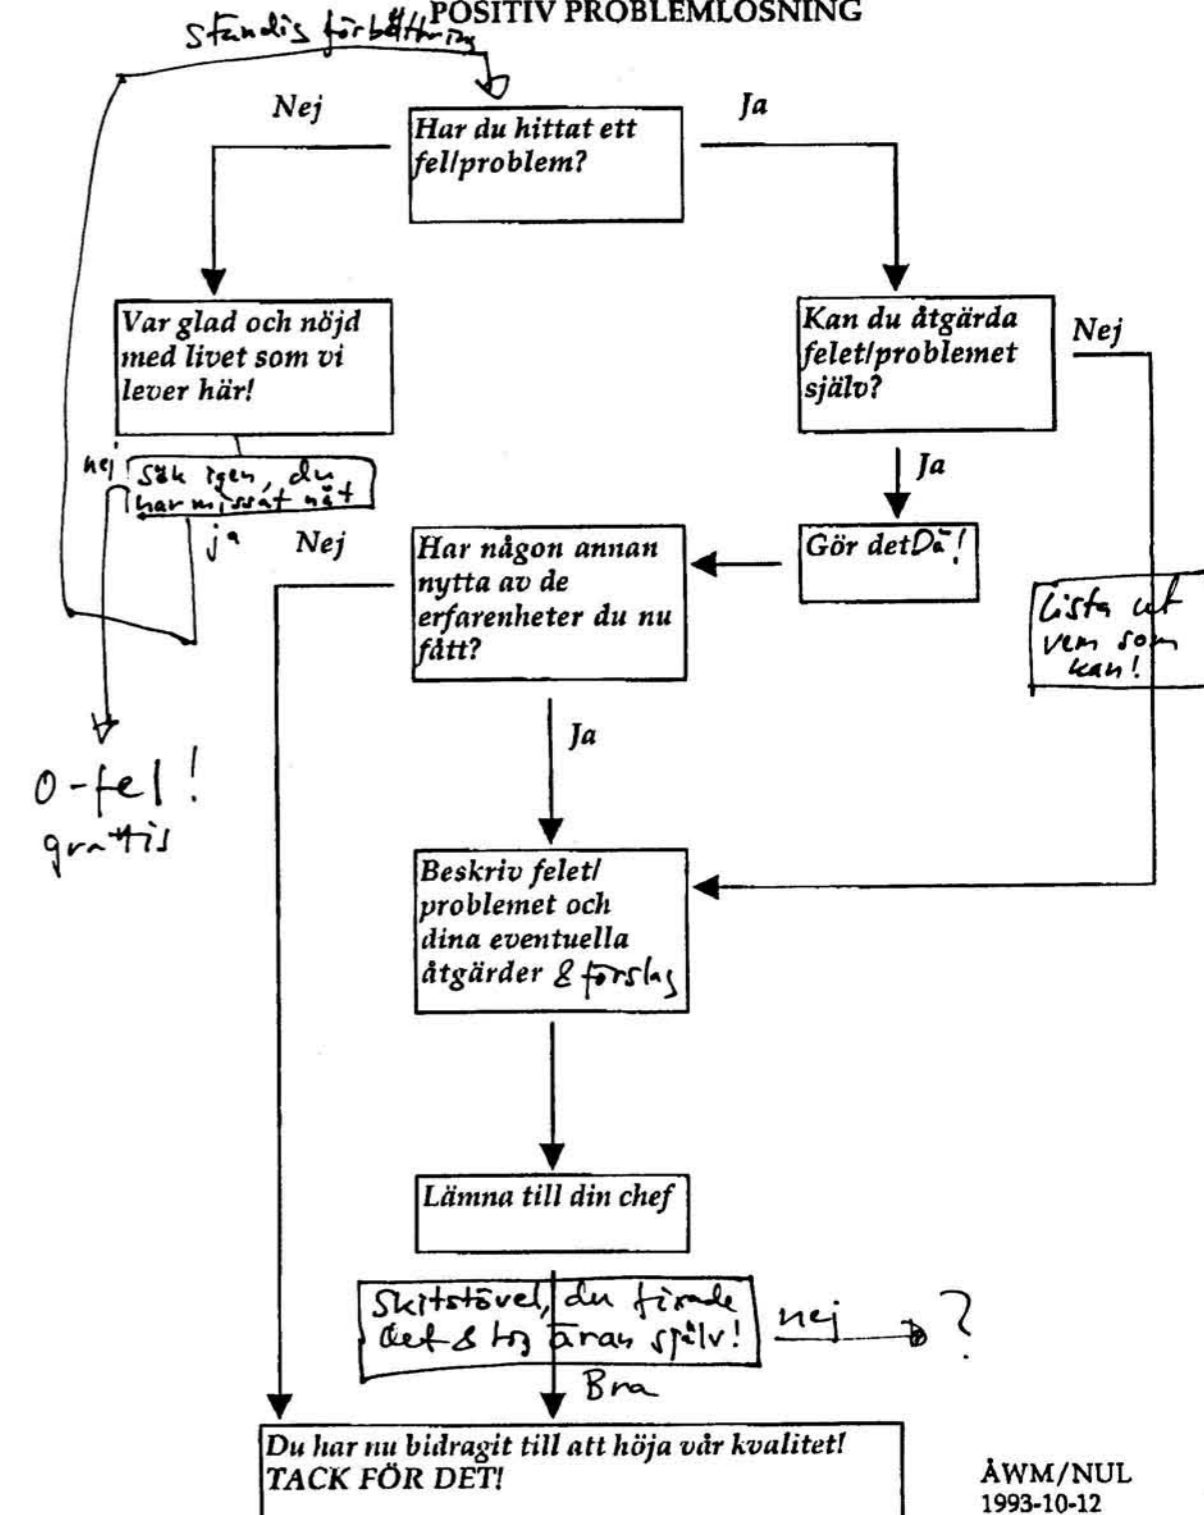 POSITIV PROBLEMLÖSNING
ständig förbättring
Nej
Ja
Har du hittat ett
fel/problem?
Var glad och nöjd
med livet som vi
lever här!
Kan du åtgärda
felet/problemet
själv?
Nej
nej
Sök igen, du
har missat nåt
ja
Ja
Gör det Då!
Nej
Har någon annan
nytta av de
erfarenheter du nu
fått?
Lista ut
vem som
kan!
Ja
0-fel!
grattis
Beskriv felet/
problemet och
dina eventuella
åtgärder & förslag
Lämna till din chef
Skitstövel, du fixade
det & tog äran själv!
nej
?
Bra
Du har nu bidragit till att höja vår kvalitet!
TACK FÖR DET!
ÅWM/NUL
1993-10-12